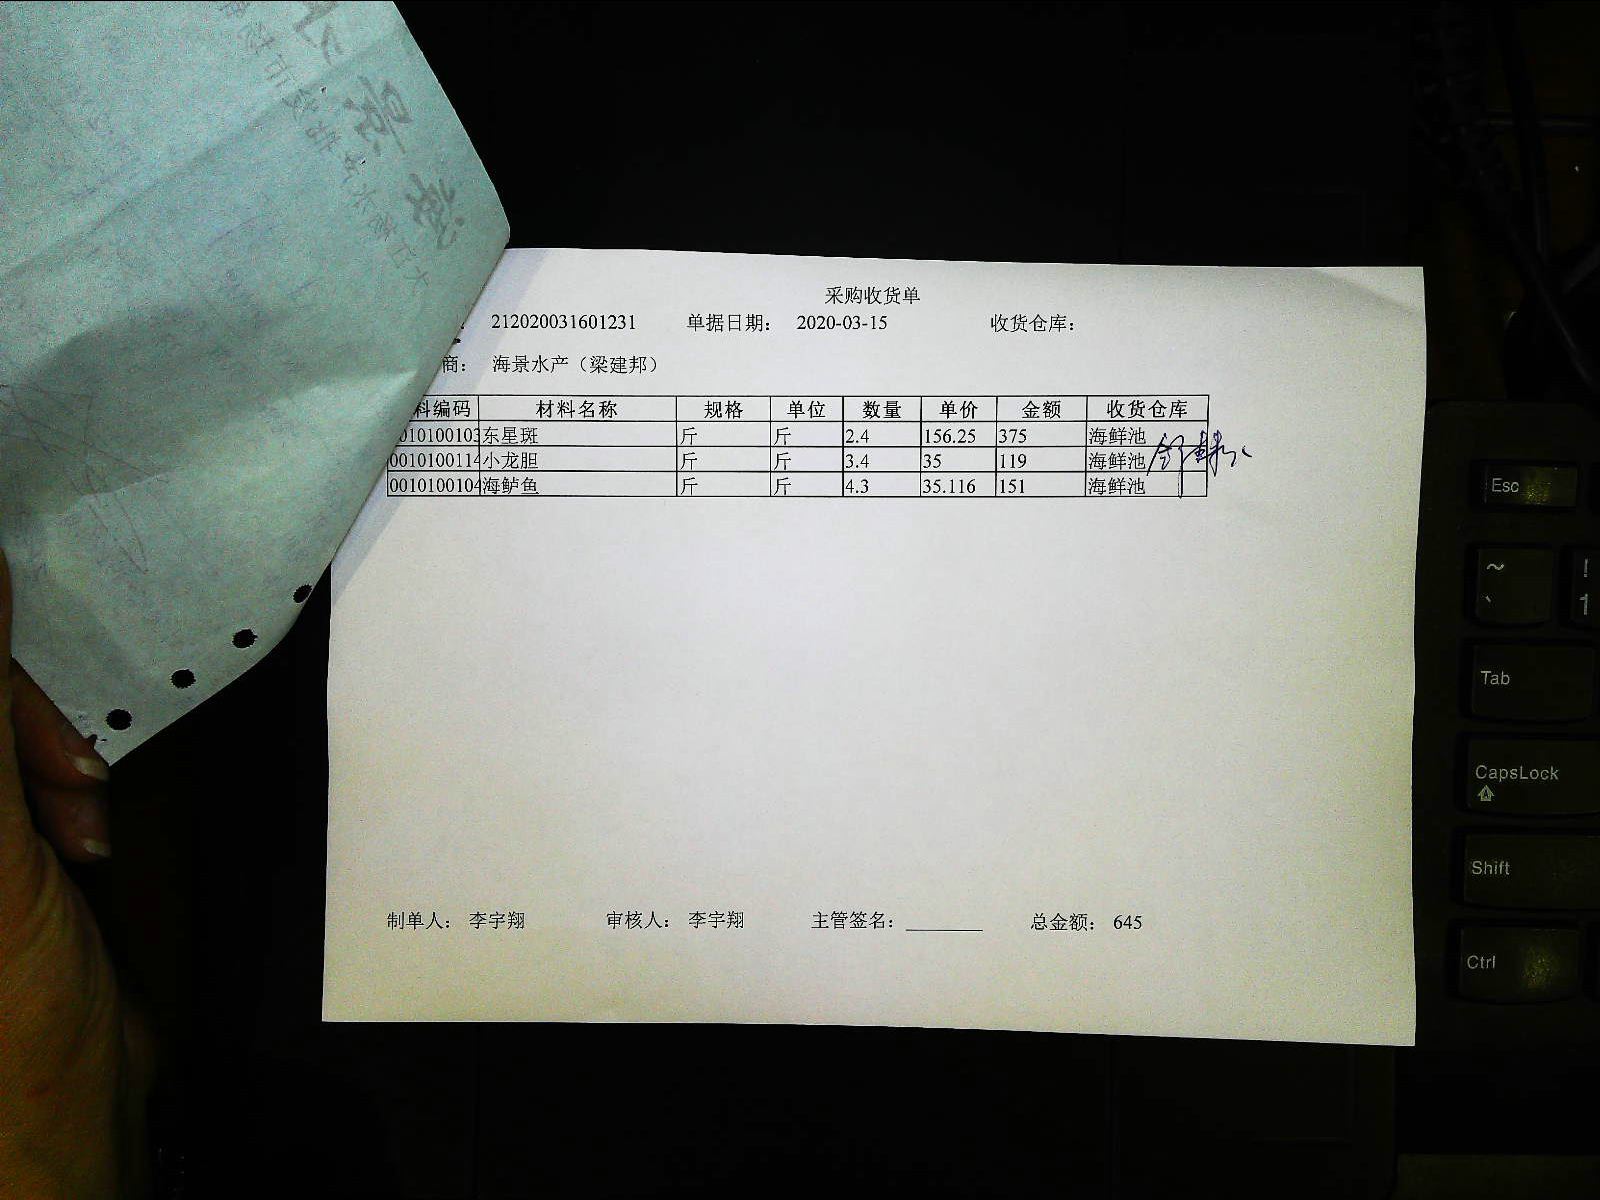 采购收货单
: 212020031601231 单据日期: 2020-03-15 收货仓库:
商: 海景水产（梁建邦）
料编码 材料名称 规格 单位 数量 单价 金额 收货仓库
010100103 东星斑 斤 斤 2.4 156.25 375 海鲜池
0010100114 小龙胆 斤 斤 3.4 35 119 海鲜池
0010100104 海鲈鱼 斤 斤 4.3 35.116 151 海鲜池
制单人: 李宇翔 审核人: 李宇翔 主管签名: 总金额: 645
Esc
~ !
` 1
Tab
CapsLock
Shift
Ctrl